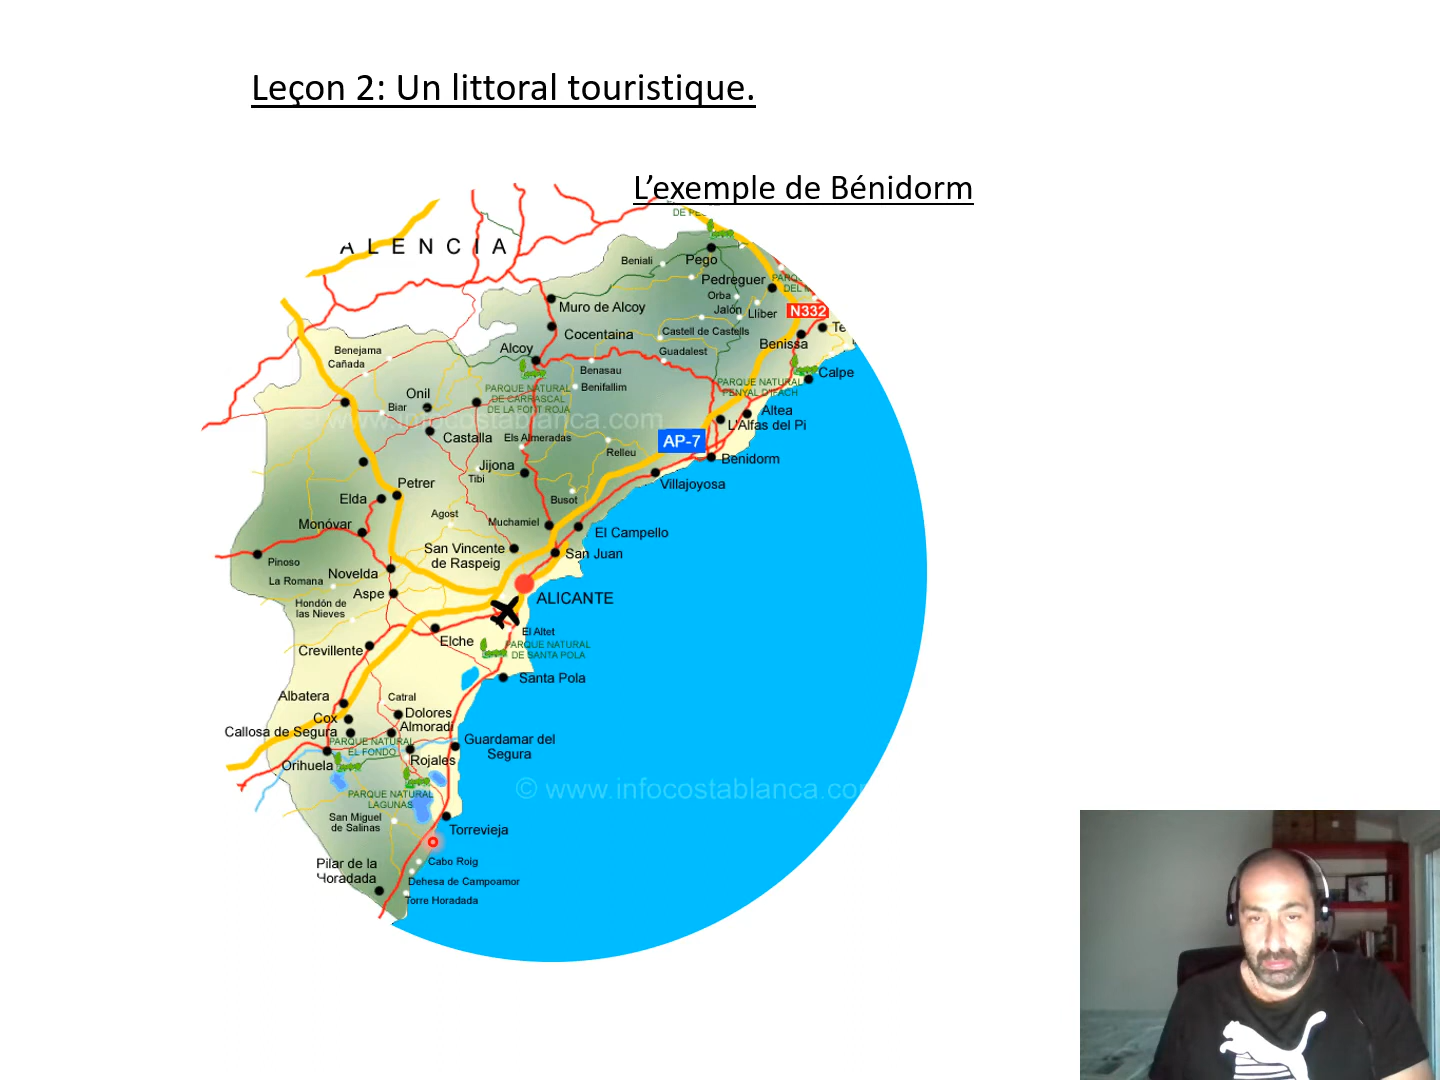 Leçon 2: Un littoral touristique.
L’exemple de Bénidorm
ALENCIA
Beniali
Pego
Pedreguer
Orba
Jalón
Lliber
N332
Muro de Alcoy
Cocentaina
Castell de Castells
Benissa
Alcoy
Guadalest
Benejama
Cañada
Benasau
Benifallim
Calpe
PARQUE NATURAL
PENYAL D'IFACH
PARQUE NATURAL
DE CARRASCAL
DE LA FONT ROJA
Onil
Biar
© www.infocostablanca.com
Altea
L'Alfas del Pi
Castalla
Els Almeradas
AP-7
Relleu
Benidorm
Jijona
Tibi
Villajoyosa
Petrer
Elda
Busot
Agost
Monóvar
Muchamiel
El Campello
San Vincente
de Raspeig
San Juan
Pinoso
La Romana
Novelda
Aspe
Hondón de
las Nieves
ALICANTE
El Altet
Elche
PARQUE NATURAL
DE SANTA POLA
Crevillente
Santa Pola
Albatera
Catral
Cox
Dolores
Almoradí
Callosa de Segura
PARQUE NATURAL
EL FONDO
Guardamar del
Segura
Orihuela
Rojales
© www.infocostablanca.com
PARQUE NATURAL
LAGUNAS
San Miguel
de Salinas
Torrevieja
Pilar de la
Horadada
Cabo Roig
Dehesa de Campoamor
Torre Horadada